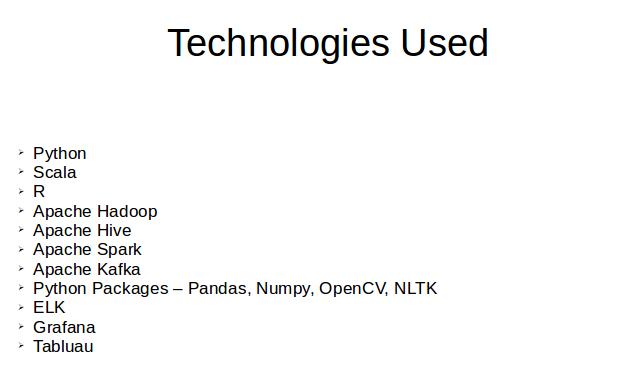 Technologies Used
➢ Python
➢ Scala
➢ R
➢ Apache Hadoop
➢ Apache Hive
➢ Apache Spark
➢ Apache Kafka
➢ Python Packages – Pandas, Numpy, OpenCV, NLTK
➢ ELK
➢ Grafana
➢ Tabluau